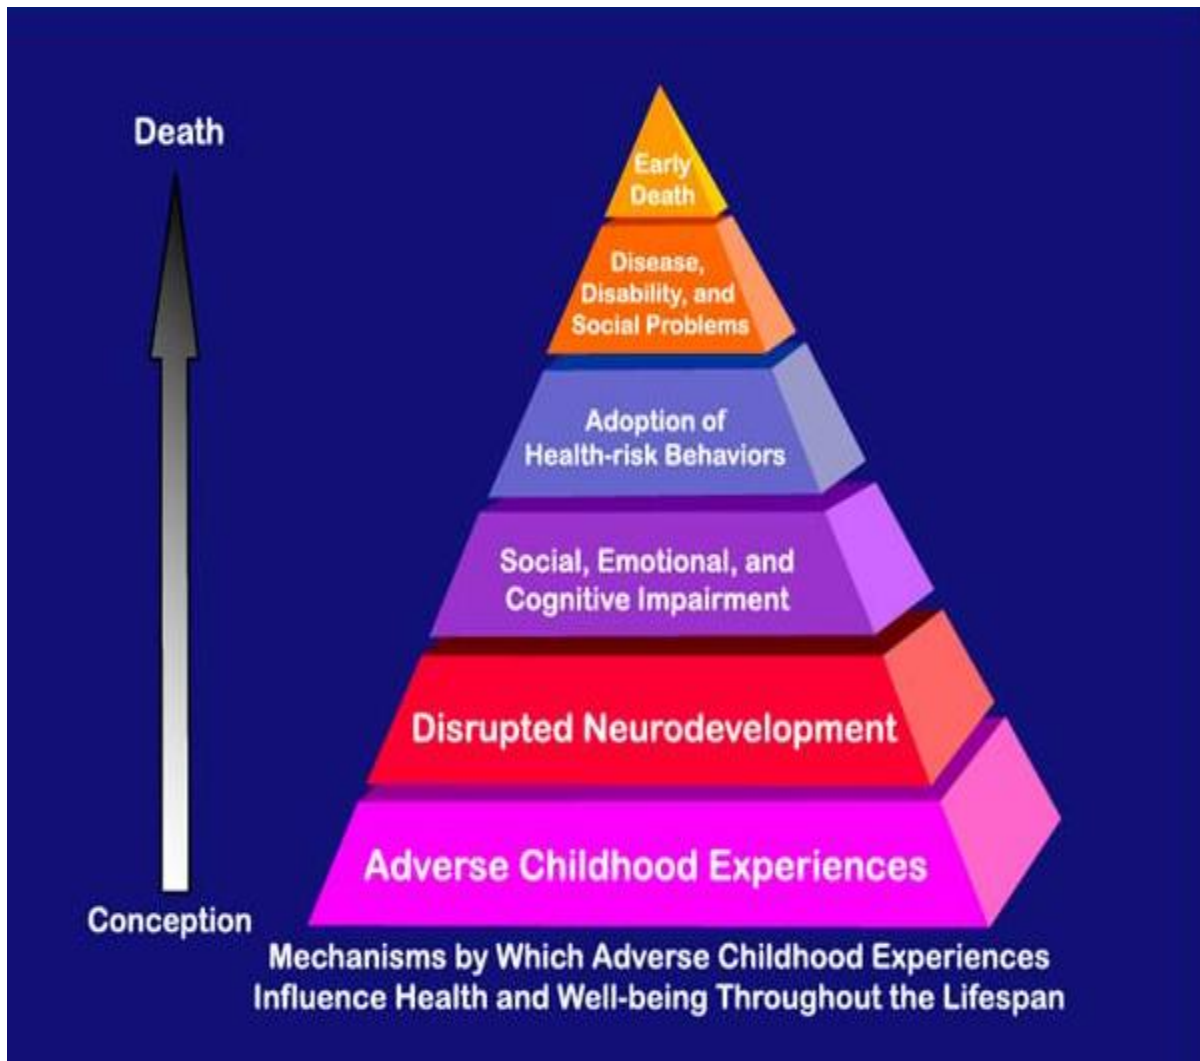 Death
Early
Death
Disease,
Disability, and
Social Problems
Adoption of
Health-risk Behaviors
Social, Emotional, and
Cognitive Impairment
Disrupted Neurodevelopment
Adverse Childhood Experiences
Conception
Mechanisms by Which Adverse Childhood Experiences
Influence Health and Well-being Throughout the Lifespan